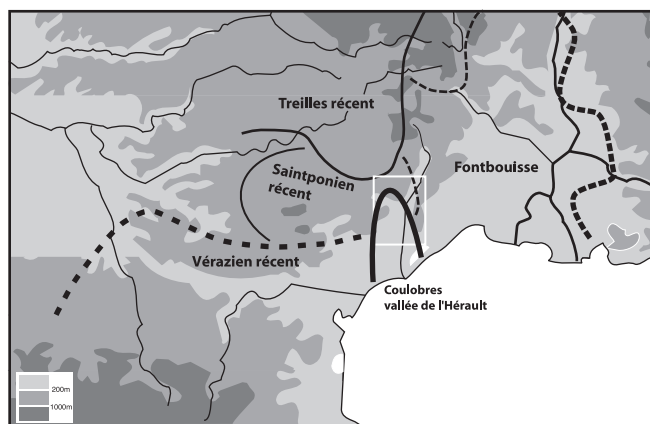 Treilles récent
Fontbouisse
Saintponien
récent
Vérazien récent
Coulobres
vallée de l'Hérault
200m
1000m